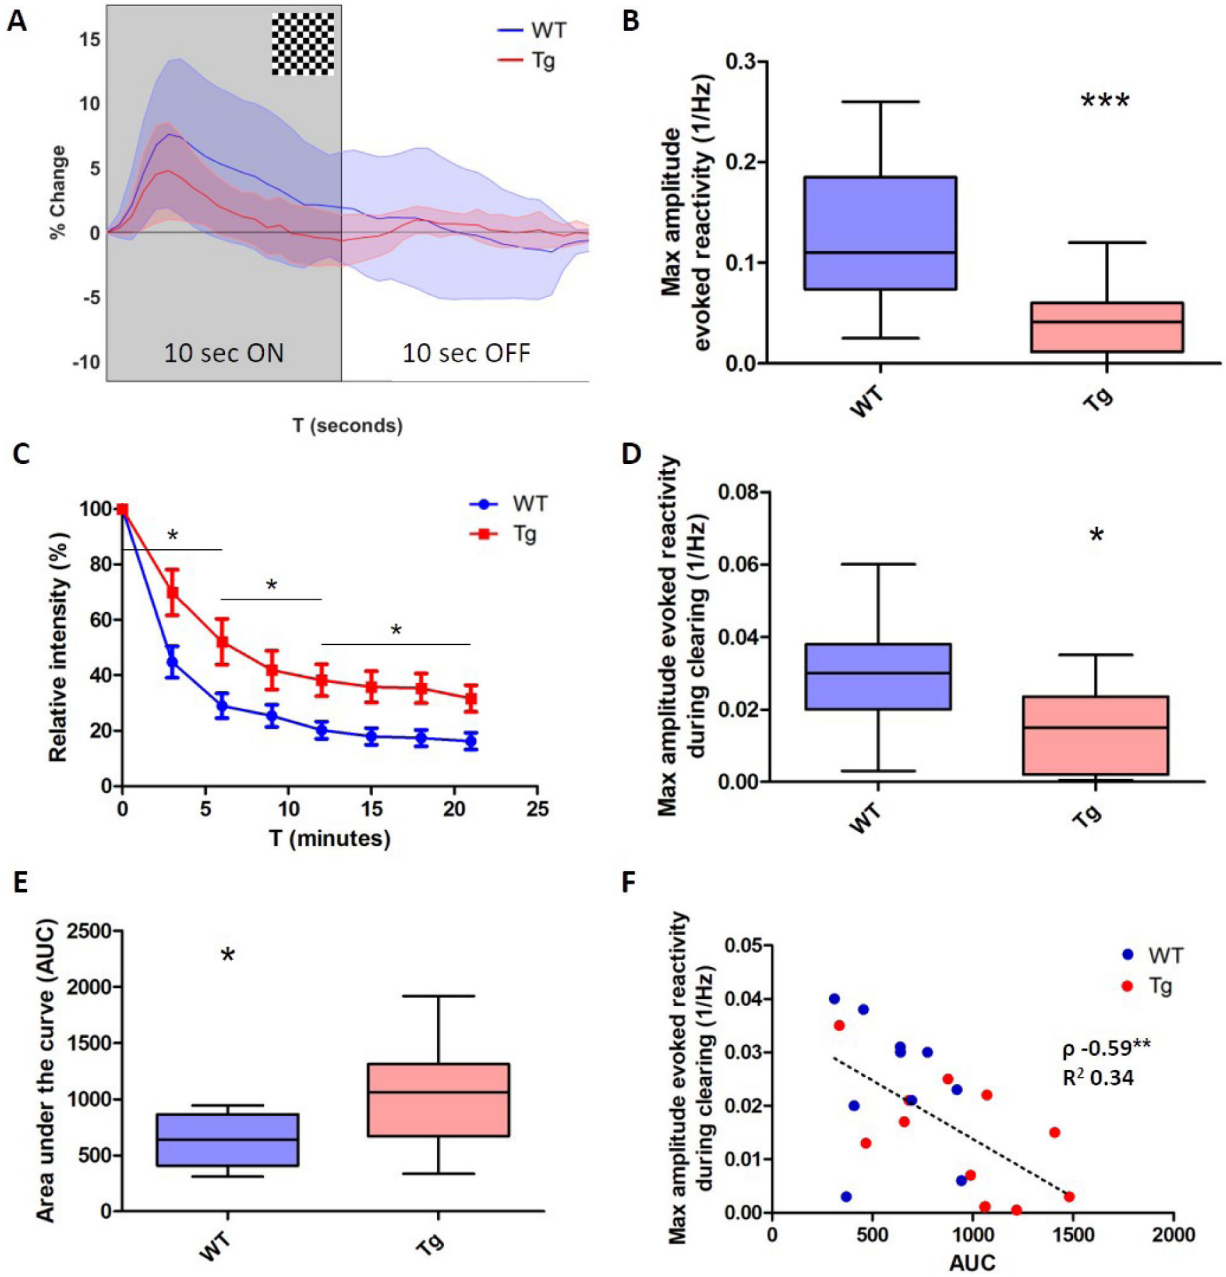 A
15
10
5
0
-5
-10
% Change
WT
Tg
10 sec ON
10 sec OFF
T (seconds)
B
Max amplitude
evoked reactivity (1/Hz)
0.3
0.2
0.1
0.0
***
WT
Tg
C
Relative intensity (%)
100
80
60
40
20
0
*
*
*
WT
Tg
0
5
10
15
20
25
T (minutes)
D
Max amplitude evoked reactivity
during clearing (1/Hz)
0.08
0.06
0.04
0.02
0.00
*
WT
Tg
E
Area under the curve (AUC)
2500
2000
1500
1000
500
0
*
WT
Tg
F
Max amplitude evoked reactivity
during clearing (1/Hz)
0.05
0.04
0.03
0.02
0.01
0.00
WT
Tg
ρ -0.59**
R² 0.34
0
500
1000
1500
2000
AUC